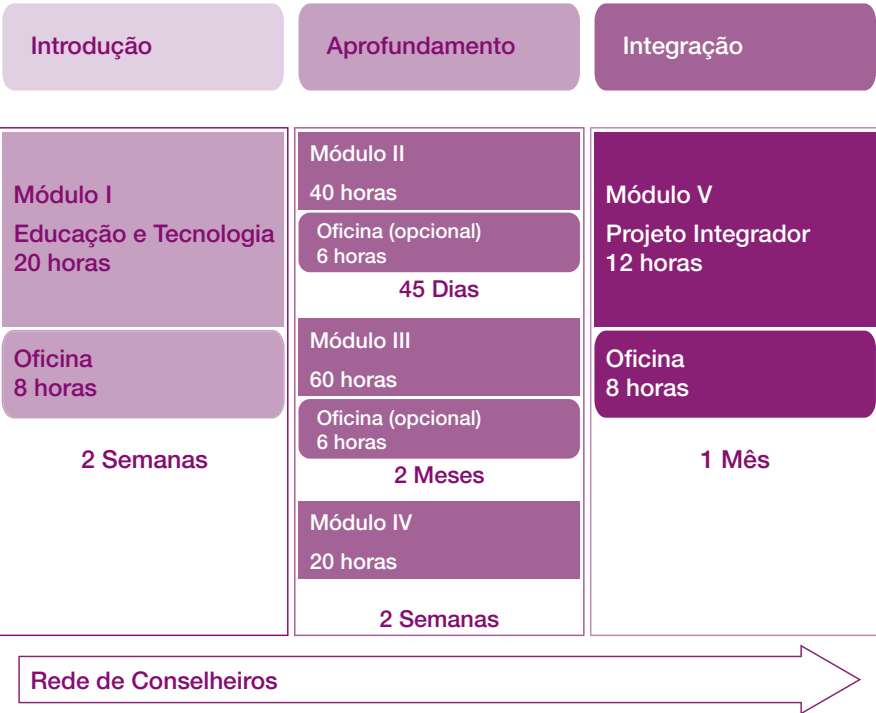 Introdução
Aprofundamento
Integração
Módulo I
Educação e Tecnologia
20 horas
Oficina
8 horas
2 Semanas
Módulo II
40 horas
Oficina (opcional)
6 horas
45 Dias
Módulo III
60 horas
Oficina (opcional)
6 horas
2 Meses
Módulo IV
20 horas
2 Semanas
Módulo V
Projeto Integrador
12 horas
Oficina
8 horas
1 Mês
Rede de Conselheiros